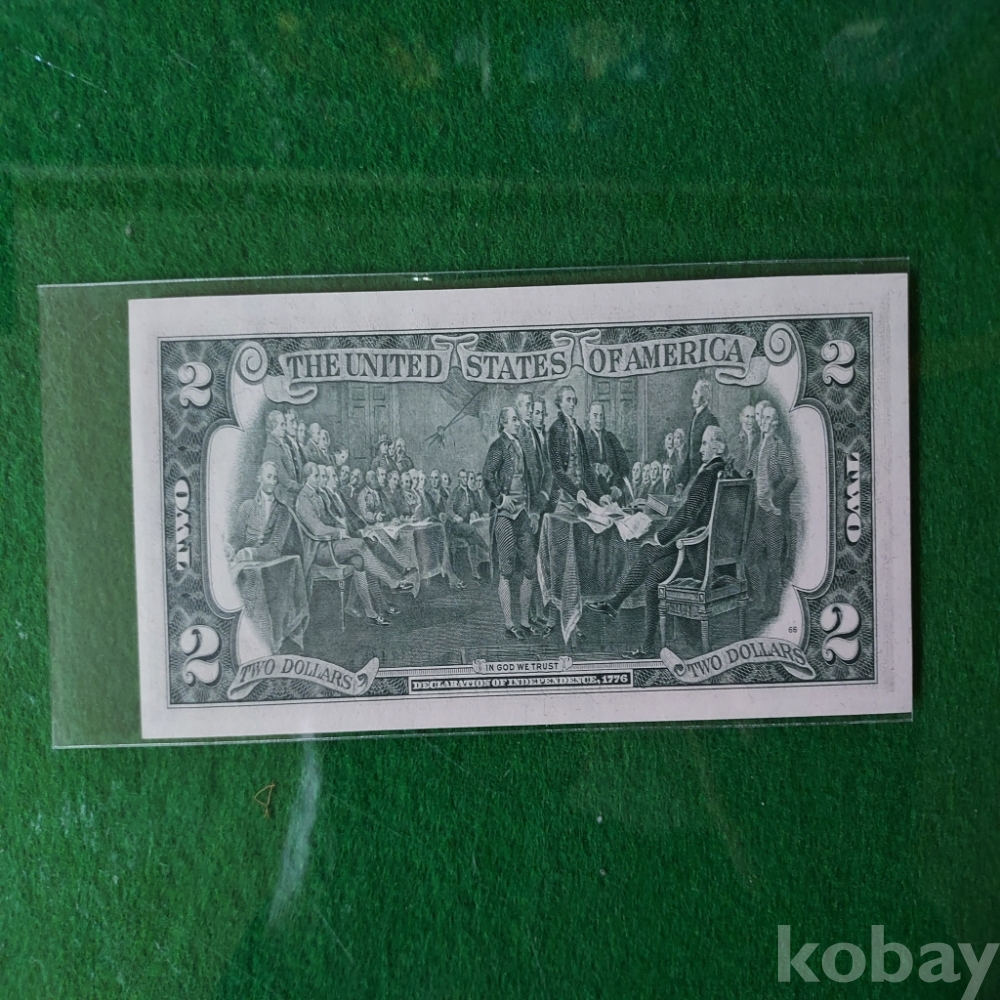 THE UNITED STATES OF AMERICA
2 2
TWO TWO
2 2
66
TWO DOLLARS TWO DOLLARS
IN GOD WE TRUST
DECLARATION OF INDEPENDENCE, 1776
kobay